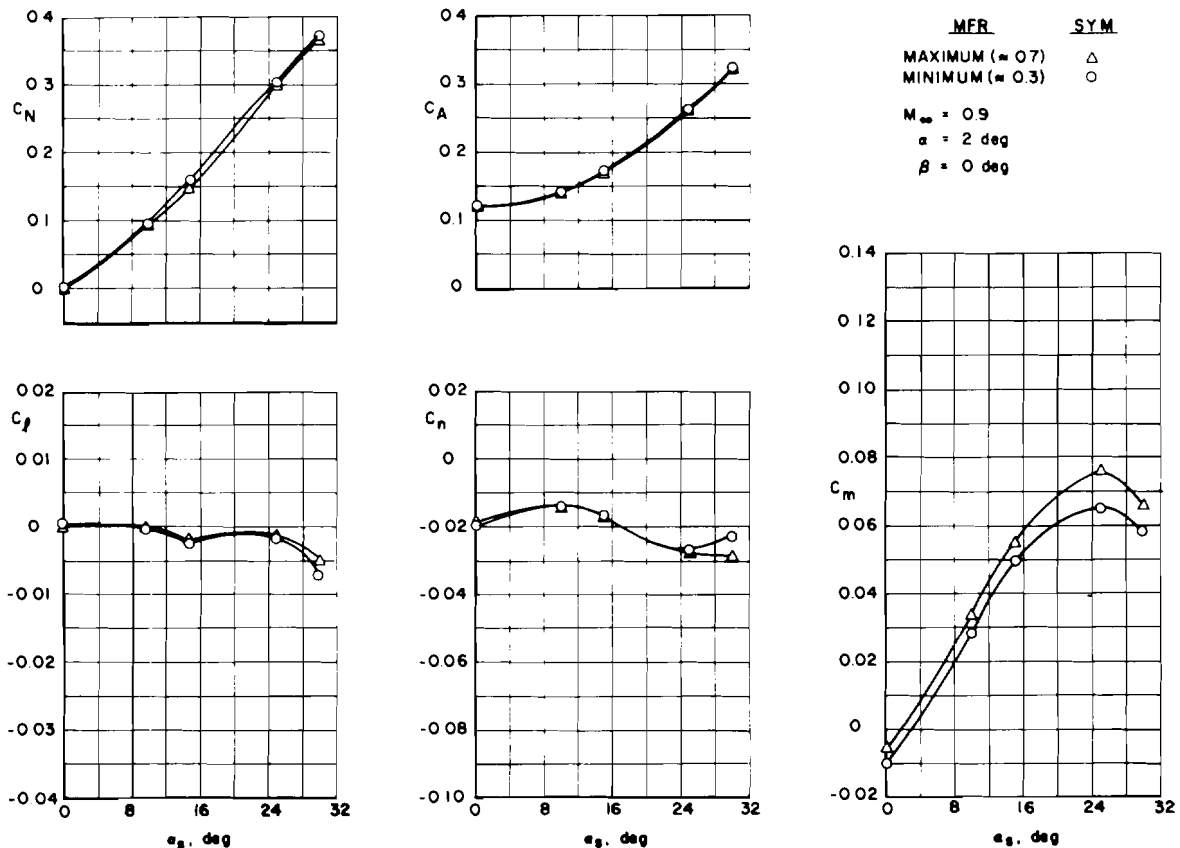 0.4
0.3
C_N
0.2
0.1
0
0.4
0.3
C_A
0.2
0.1
0
MFR SYM
MAXIMUM (≈ 0.7) △
MINIMUM (≈ 0.3) ○
M∞ = 0.9
α = 2 deg
β = 0 deg
0.02
C_ℓ
0.01
0
-0.01
-0.02
-0.03
-0.04
0 8 16 24 32
α_s, deg
0.02
C_n
0
-0.02
-0.04
-0.06
-0.08
-0.10
0 8 16 24 32
α_s, deg
0.14
0.12
0.10
0.08
C_m
0.06
0.04
0.02
0
-0.02
0 8 16 24 32
α_s, deg